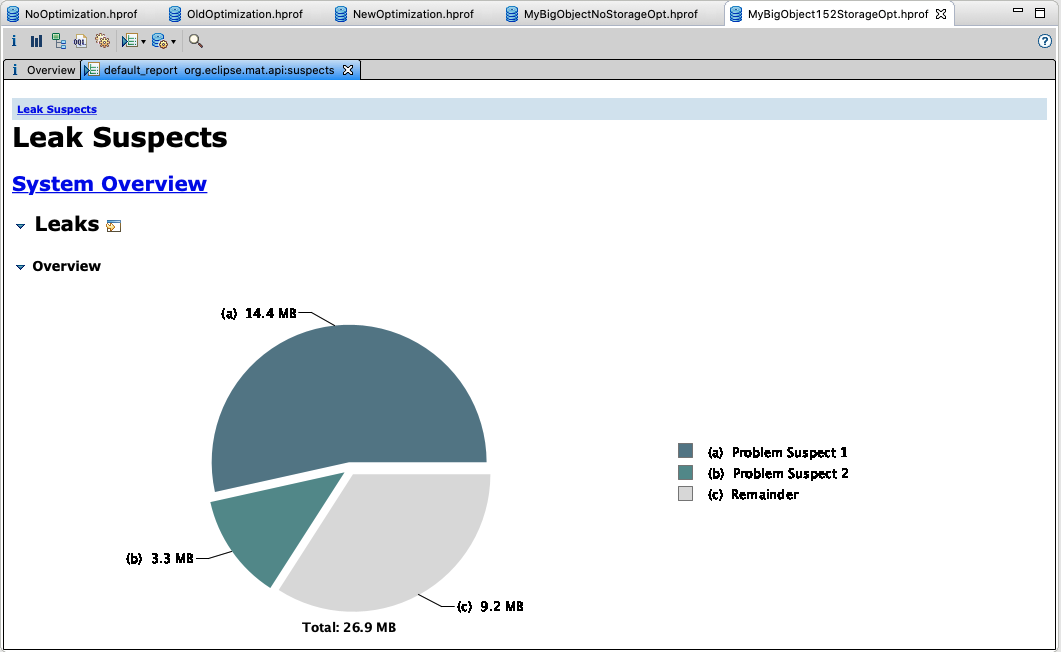 NoOptimization.hprof OldOptimization.hprof NewOptimization.hprof MyBigObjectNoStorageOpt.hprof MyBigObject152StorageOpt.hprof
i OQL ?
i Overview default_report org.eclipse.mat.api:suspects
Leak Suspects
Leak Suspects
System Overview
Leaks
Overview
(a) 14.4 MB
(a) Problem Suspect 1
(b) Problem Suspect 2
(c) Remainder
(b) 3.3 MB
(c) 9.2 MB
Total: 26.9 MB